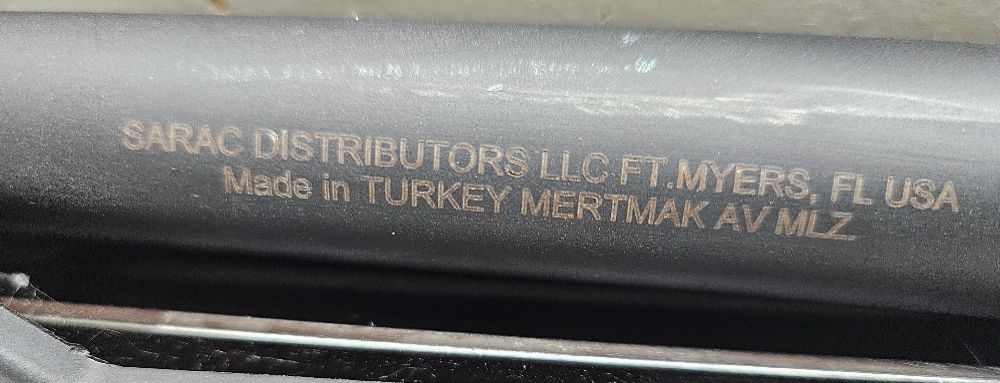 SARAC DISTRIBUTORS LLC FT.MYERS, FL USA
Made in TURKEY MERTMAK AV MLZ.